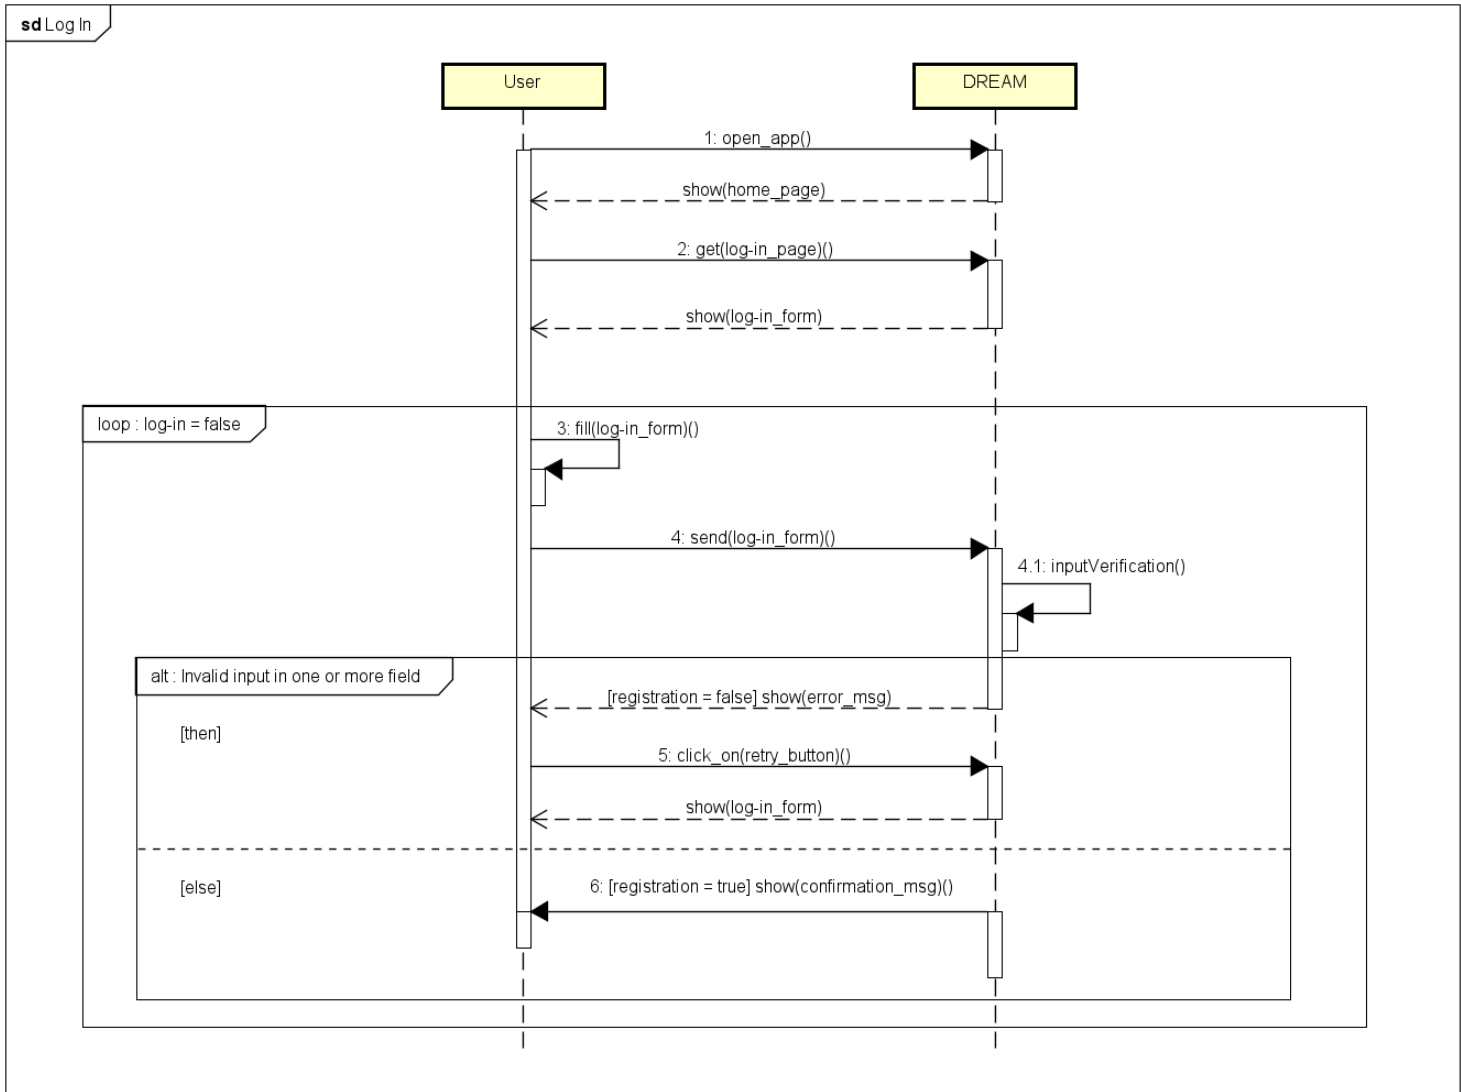 sd Log In
User
DREAM
1: open_app()
show(home_page)
2: get(log-in_page)()
show(log-in_form)
loop : log-in = false
3: fill(log-in_form)()
4: send(log-in_form)()
4.1: inputVerification()
alt : Invalid input in one or more field
[registration = false] show(error_msg)
[then]
5: click_on(retry_button)()
show(log-in_form)
[else]
6: [registration = true] show(confirmation_msg)()